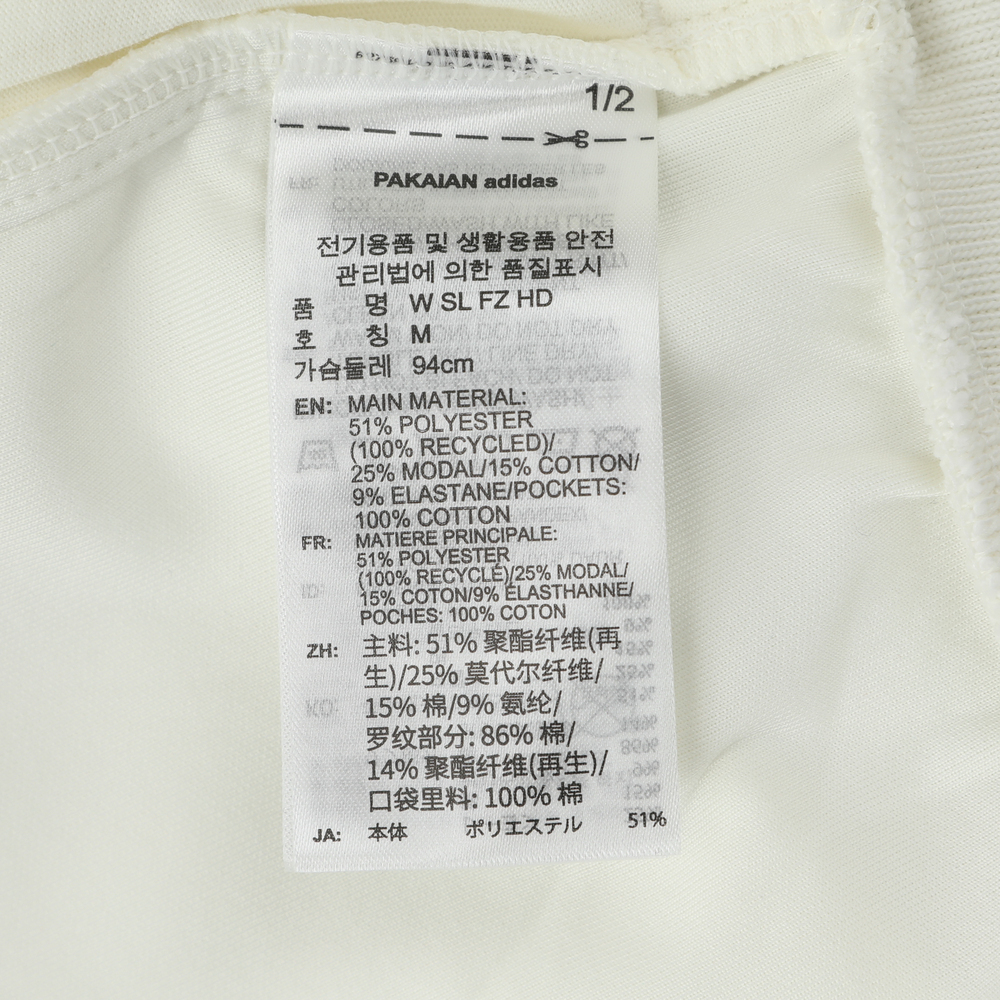 1/2
PAKAIAN adidas
전기용품 및 생활용품 안전
관리법에 의한 품질표시
품 명 W SL FZ HD
호 칭 M
가슴둘레 94cm
EN: MAIN MATERIAL:
51% POLYESTER
(100% RECYCLED)/
25% MODAL/15% COTTON/
9% ELASTANE/POCKETS:
100% COTTON
FR: MATIERE PRINCIPALE:
51% POLYESTER
(100% RECYCLÉ)/25% MODAL/
15% COTON/9% ÉLASTHANNE/
POCHES: 100% COTON
ZH: 主料: 51% 聚酯纤维(再
生)/25% 莫代尔纤维/
15% 棉/9% 氨纶/
罗纹部分: 86% 棉/
14% 聚酯纤维(再生)/
口袋里料: 100% 棉
JA: 本体 ポリエステル 51%